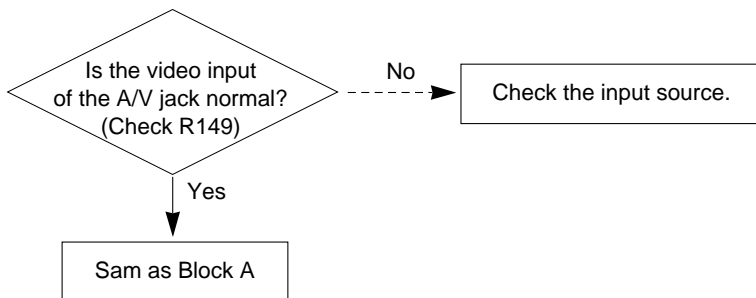 Is the video input
of the A/V jack normal?
(Check R149)
No
Check the input source.
Yes
Sam as Block A